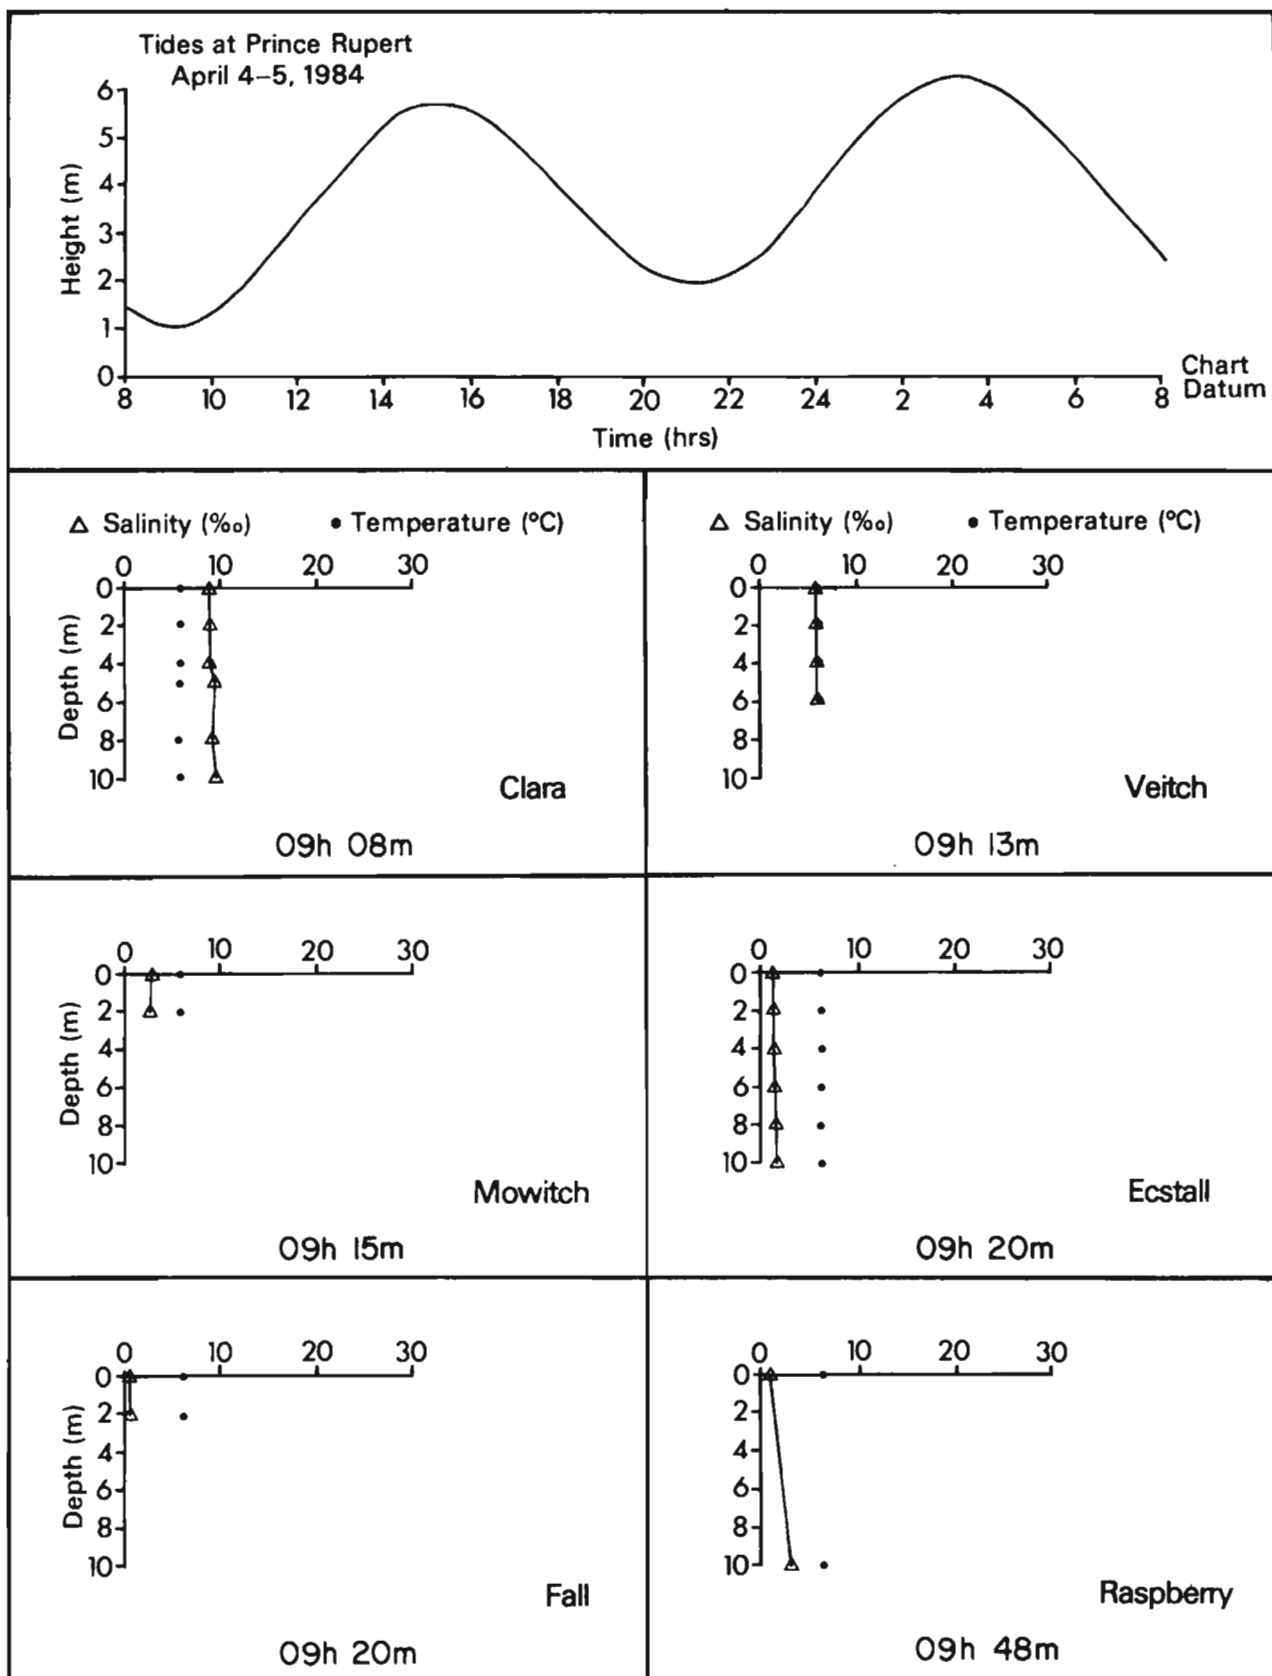 Tides at Prince Rupert
April 4–5, 1984
Height (m)
6
5
4
3
2
1
0
8 10 12 14 16 18 20 22 24 2 4 6 8
Chart
Datum
Time (hrs)
△ Salinity (‰) • Temperature (°C)
0 10 20 30
Depth (m)
0
2
4
6
8
10
Clara
09h 08m
△ Salinity (‰) • Temperature (°C)
0 10 20 30
0
2
4
6
8
10
Veitch
09h 13m
0 10 20 30
Depth (m)
0
2
4
6
8
10
Mowitch
09h 15m
0 10 20 30
0
2
4
6
8
10
Ecstall
09h 20m
0 10 20 30
Depth (m)
0
2
4
6
8
10
Fall
09h 20m
0 10 20 30
0
2
4
6
8
10
Raspberry
09h 48m